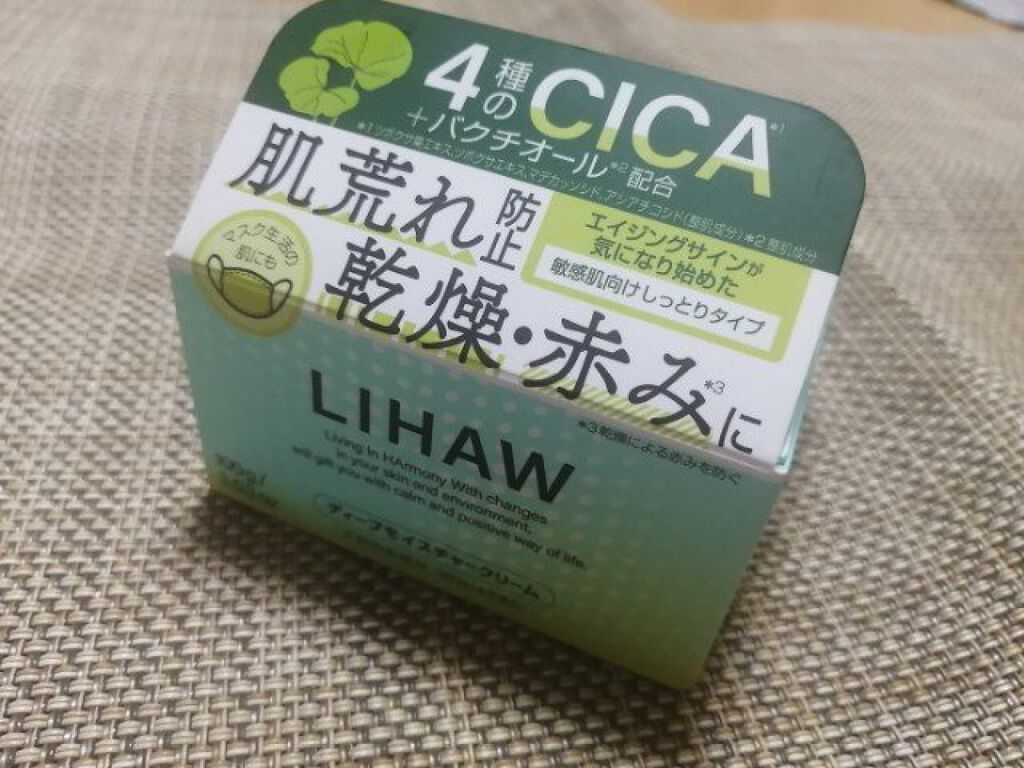 4種のCICA*1
+バクチオール*2配合
*1ツボクサ葉エキス,ツボクサエキス,マデカッソシド,アシアチコシド(整肌成分)*2整肌成分
肌荒れ防止
乾燥・赤み*3に
マスク生活の
肌にも
エイジングサインが
気になり始めた
敏感肌向けしっとりタイプ
*3乾燥による赤みを防ぐ
LIHAW
Living In HArmony With changes
in your skin and environment,
will get you with calm and positive way of life.
100g/
ディープモイスチャークリーム